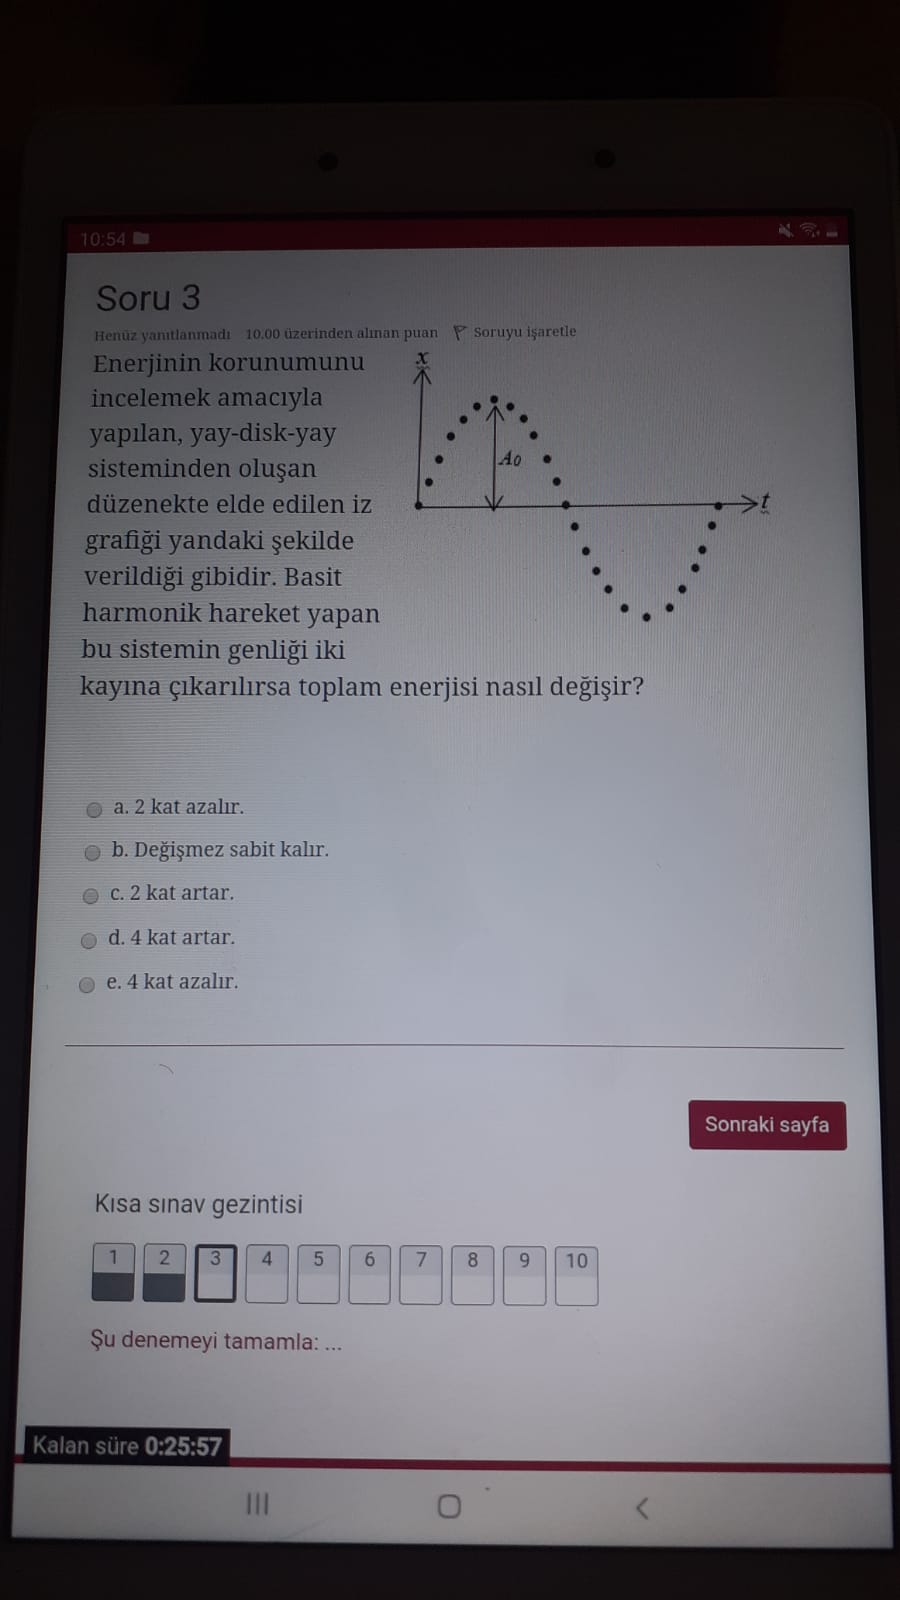 10:54
Soru 3
Henüz yanıtlanmadı 10.00 üzerinden alınan puan Soruyu işaretle
Enerjinin korunumunu
incelemek amacıyla
yapılan, yay-disk-yay
sisteminden oluşan
düzenekte elde edilen iz
grafiği yandaki şekilde
verildiği gibidir. Basit
harmonik hareket yapan
bu sistemin genliği iki
kayına çıkarılırsa toplam enerjisi nasıl değişir?
x
A0
t
a. 2 kat azalır.
b. Değişmez sabit kalır.
c. 2 kat artar.
d. 4 kat artar.
e. 4 kat azalır.
Sonraki sayfa
Kısa sınav gezintisi
1 2 3 4 5 6 7 8 9 10
Şu denemeyi tamamla: ...
Kalan süre 0:25:57